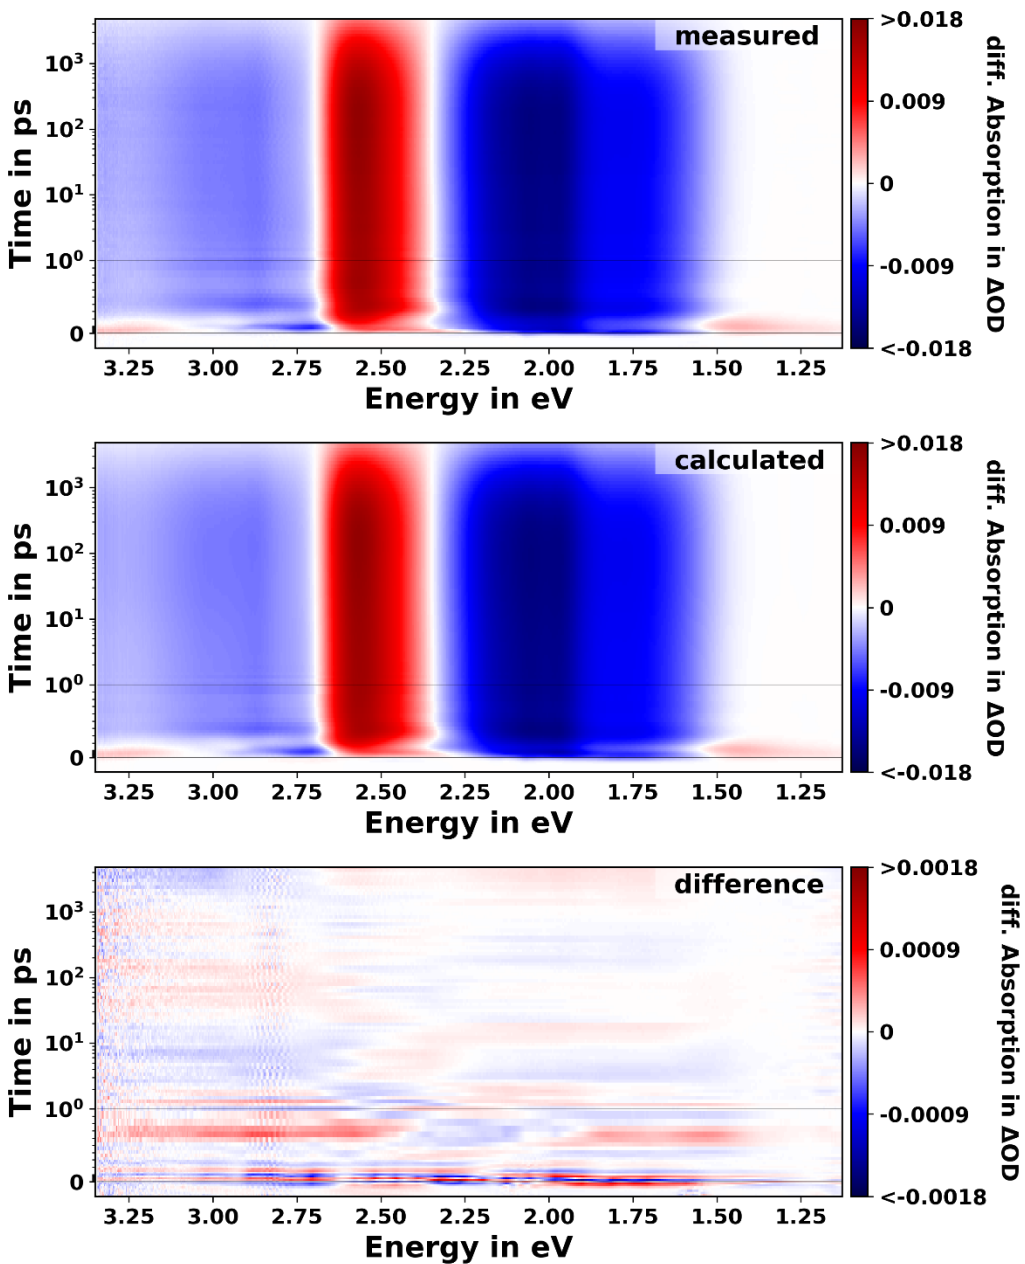 measured
Time in ps
10³
10²
10¹
10⁰
0
3.25 3.00 2.75 2.50 2.25 2.00 1.75 1.50 1.25
Energy in eV
>0.018
0.009
0
-0.009
<-0.018
diff. Absorption in ΔOD
calculated
Time in ps
10³
10²
10¹
10⁰
0
3.25 3.00 2.75 2.50 2.25 2.00 1.75 1.50 1.25
Energy in eV
>0.018
0.009
0
-0.009
<-0.018
diff. Absorption in ΔOD
difference
Time in ps
10³
10²
10¹
10⁰
0
3.25 3.00 2.75 2.50 2.25 2.00 1.75 1.50 1.25
Energy in eV
>0.0018
0.0009
0
-0.0009
<-0.0018
diff. Absorption in ΔOD